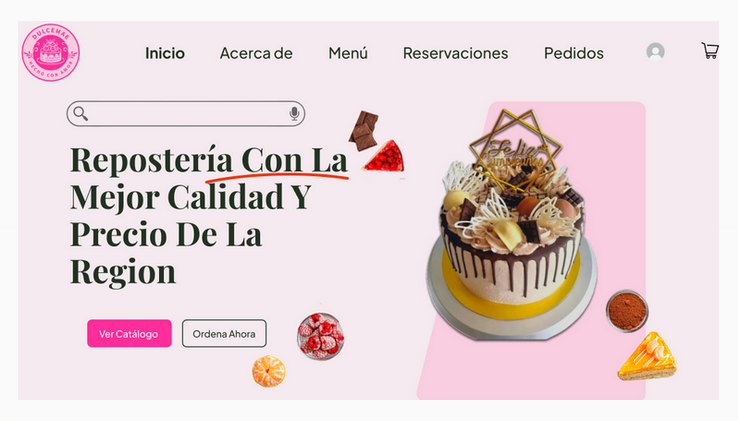 DULCEMAE
HECHO CON AMOR
Inicio
Acerca de
Menú
Reservaciones
Pedidos
Repostería Con La
Mejor Calidad Y
Precio De La
Region
Feliz
Cumpleaños
Ver Catálogo
Ordena Ahora